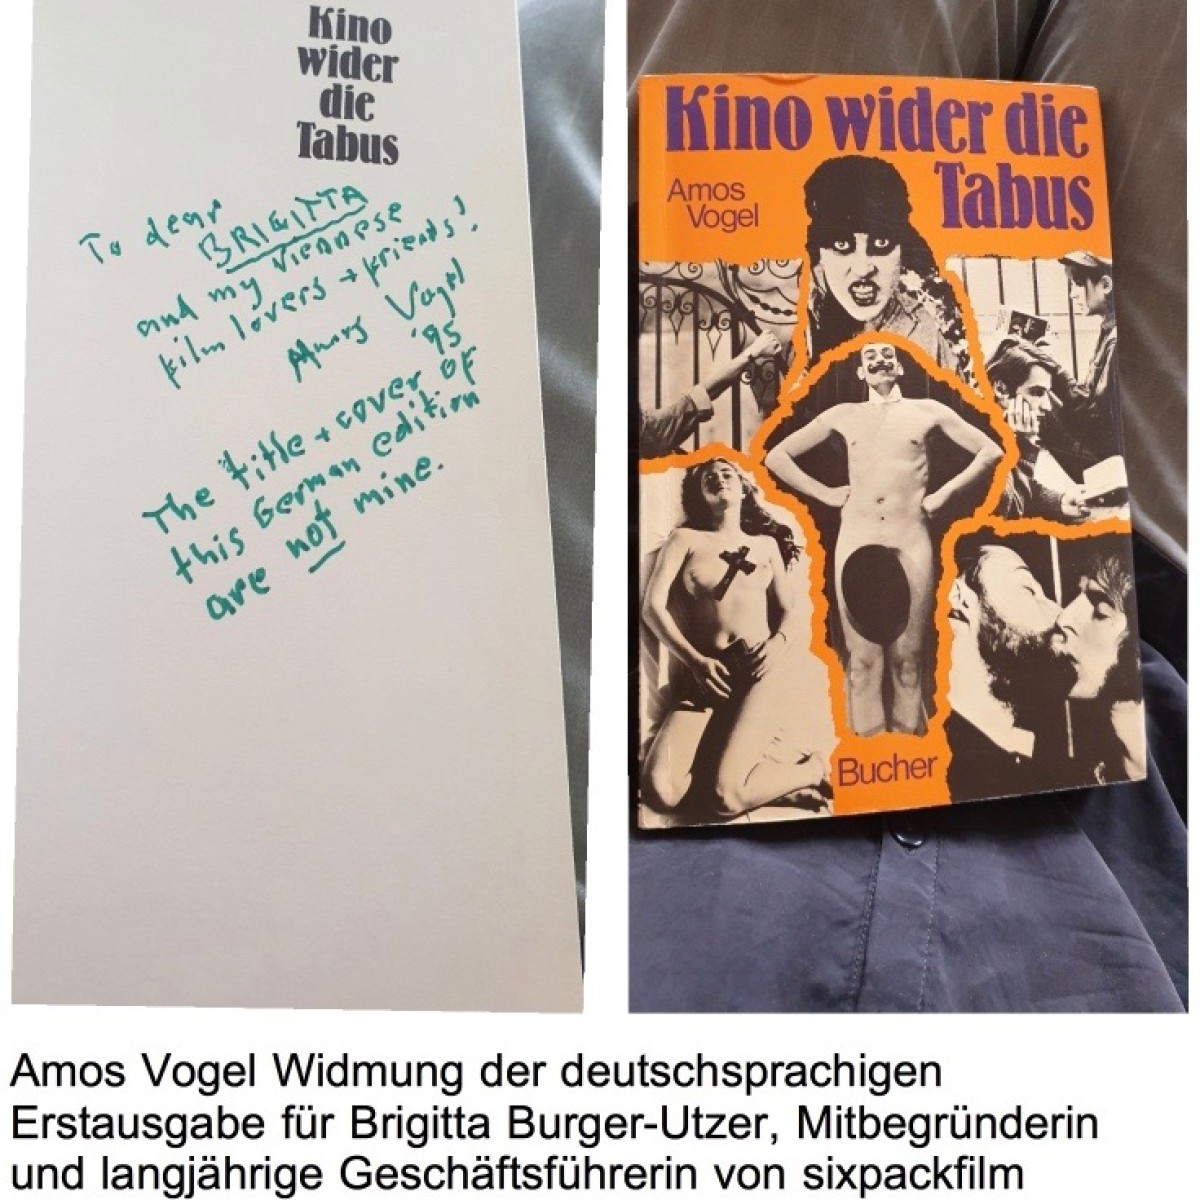 Kino
wider
die
Tabus
To dear
BRIGITTA
and my Viennese
film lovers + friends!
Amos Vogel
'95
The title + cover of
this German edition
are not mine.
Kino wider die
Tabus
Amos
Vogel
Bucher
Amos Vogel Widmung der deutschsprachigen
Erstausgabe für Brigitta Burger-Utzer, Mitbegründerin
und langjährige Geschäftsführerin von sixpackfilm